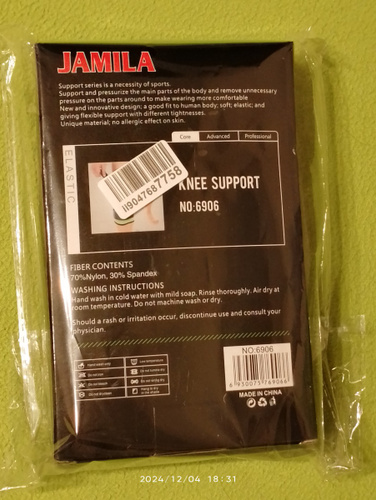 JAMILA
Support series is a necessity of sports.
Support and pressurize the main parts of the body and remove unnecessary
pressure on the parts around to make wearing more comfortable
New and innovative design; a good fit to human body; soft; elastic; and
giving flexible support with different tightnesses.
Unique material; no allergic affect on skin.
Core Advanced Professional
ELASTIC
119047687758
KNEE SUPPORT
NO:6906
FIBER CONTENTS
70%Nylon, 30% Spandex
WASHING INSTRUCTIONS
Hand wash in cold water with mild soap. Rinse thoroughly. Air dry at
room temperature. Do not machine wash or dry.
Should a rash or irritation occur, discontinue use and consult your
physician.
NO:6906
6 930075 769066
MADE IN CHINA
2024/12/04 18:31